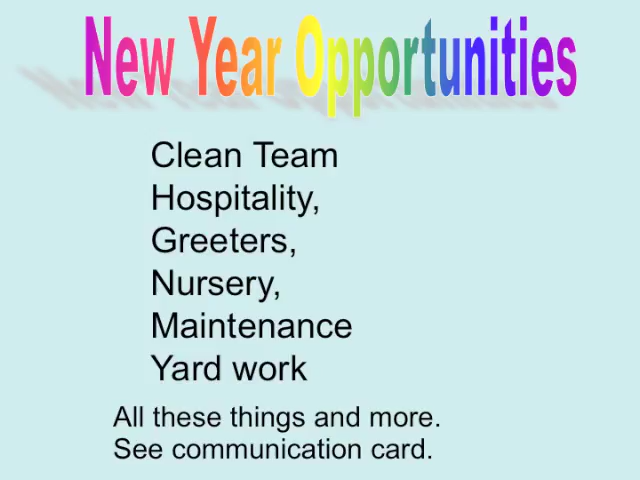 New Year Opportunities
Clean Team
Hospitality,
Greeters,
Nursery,
Maintenance
Yard work
All these things and more.
See communication card.